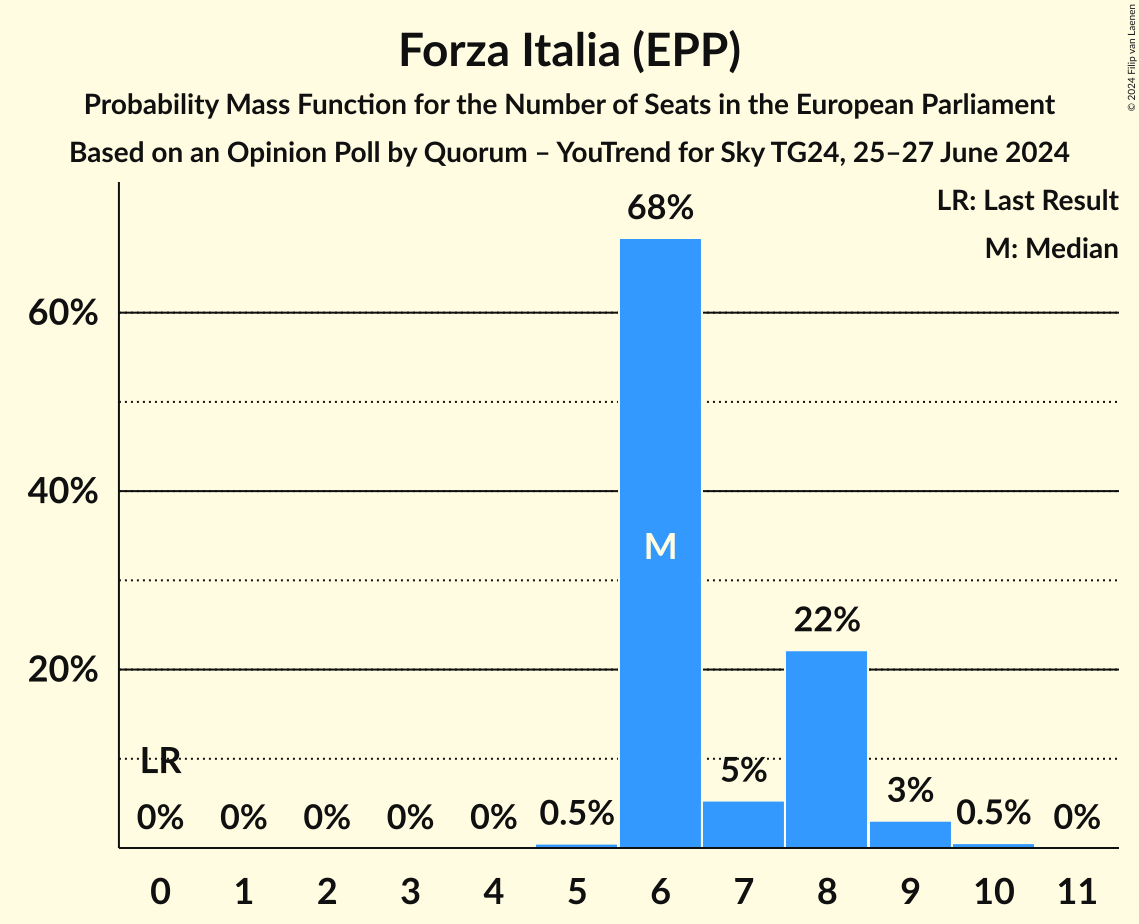 Forza Italia (EPP)
Probability Mass Function for the Number of Seats in the European Parliament
Based on an Opinion Poll by Quorum – YouTrend for Sky TG24, 25–27 June 2024
© 2024 Filip van Laenen
LR: Last Result
M: Median
68%
60%
40%
M
22%
20%
LR
5%
3%
0% 0% 0% 0% 0% 0.5% 0.5% 0%
0 1 2 3 4 5 6 7 8 9 10 11